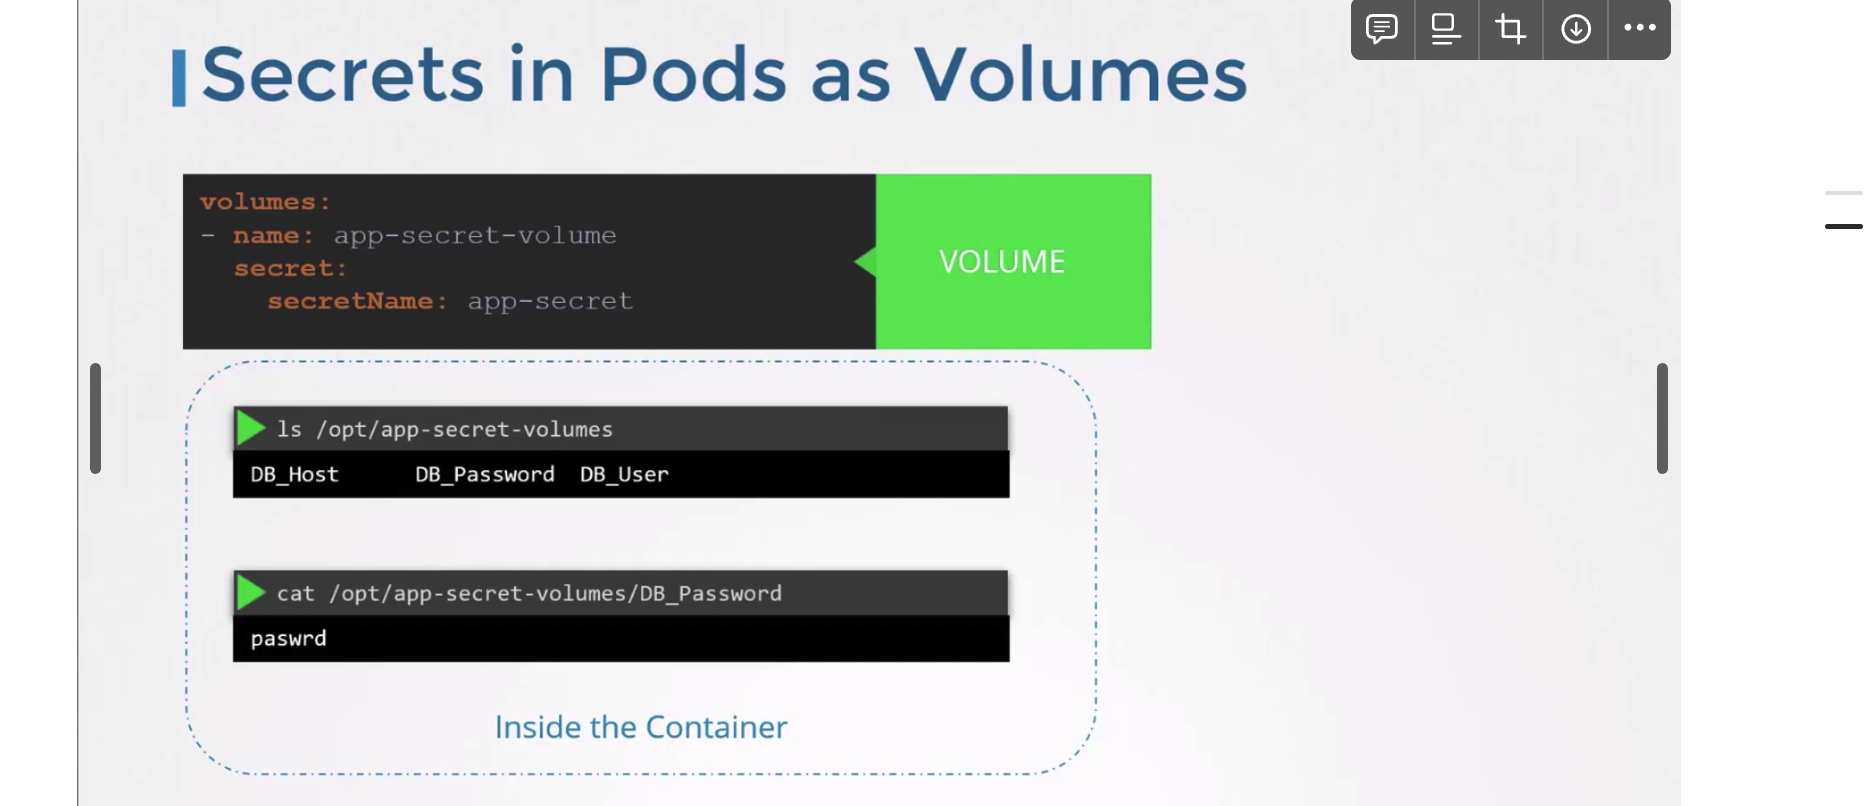 Secrets in Pods as Volumes
volumes:
- name: app-secret-volume
  secret:
    secretName: app-secret
VOLUME
ls /opt/app-secret-volumes
DB_Host      DB_Password  DB_User
cat /opt/app-secret-volumes/DB_Password
paswrd
Inside the Container